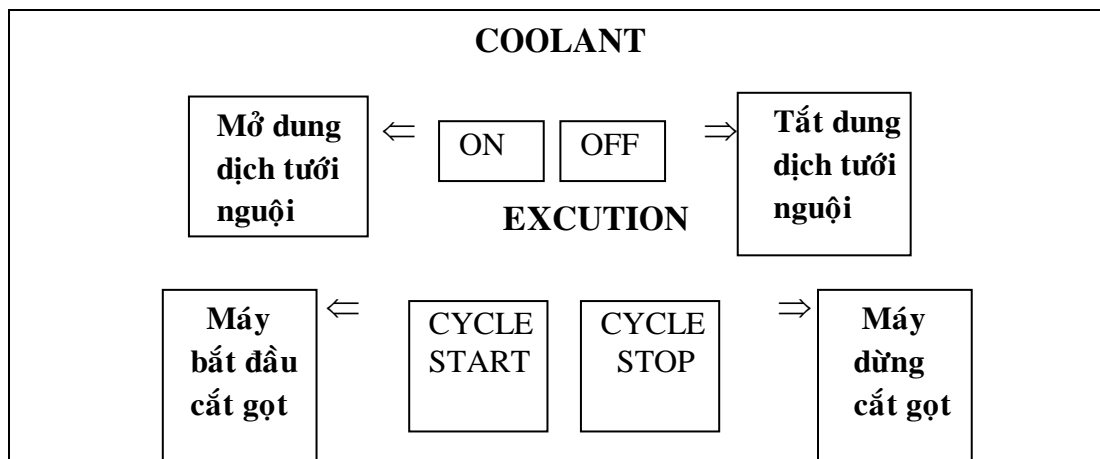 COOLANT
Mở dung
dịch tưới
nguội
⇐
ON
OFF
⇒
Tắt dung
dịch tưới
nguội
EXCUTION
Máy
bắt đầu
cắt gọt
⇐
CYCLE
START
CYCLE
STOP
⇒
Máy
dừng
cắt gọt